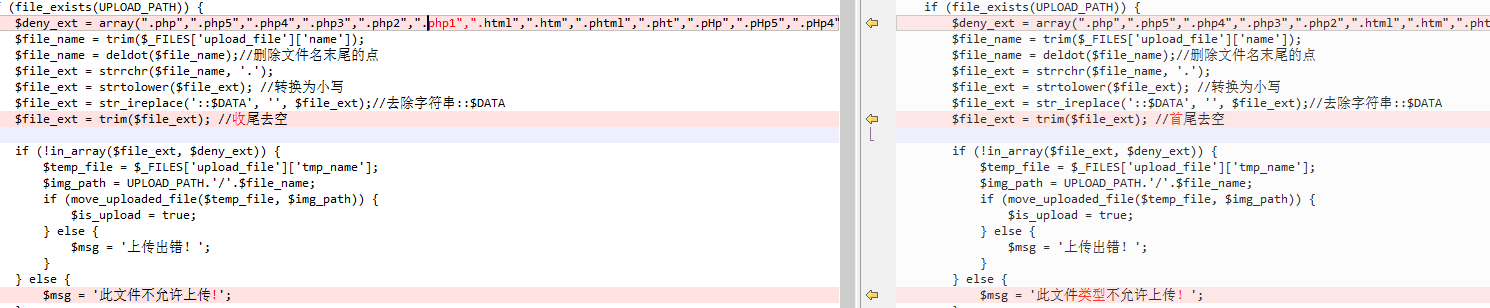 (file_exists(UPLOAD_PATH)) {
$deny_ext = array(".php",".php5",".php4",".php3",".php2",".php1",".html",".htm",".phtml",".pht",".pHp",".pHp5",".pHp4"
$file_name = trim($_FILES['upload_file']['name']);
$file_name = deldot($file_name);//删除文件名末尾的点
$file_ext = strrchr($file_name, '.');
$file_ext = strtolower($file_ext); //转换为小写
$file_ext = str_ireplace('::$DATA', '', $file_ext);//去除字符串::$DATA
$file_ext = trim($file_ext); //收尾去空
if (!in_array($file_ext, $deny_ext)) {
$temp_file = $_FILES['upload_file']['tmp_name'];
$img_path = UPLOAD_PATH.'/'.$file_name;
if (move_uploaded_file($temp_file, $img_path)) {
$is_upload = true;
} else {
$msg = '上传出错！';
}
} else {
$msg = '此文件不允许上传!';
if (file_exists(UPLOAD_PATH)) {
$deny_ext = array(".php",".php5",".php4",".php3",".php2",".html",".htm",".pht
$file_name = trim($_FILES['upload_file']['name']);
$file_name = deldot($file_name);//删除文件名末尾的点
$file_ext = strrchr($file_name, '.');
$file_ext = strtolower($file_ext); //转换为小写
$file_ext = str_ireplace('::$DATA', '', $file_ext);//去除字符串::$DATA
$file_ext = trim($file_ext); //首尾去空
if (!in_array($file_ext, $deny_ext)) {
$temp_file = $_FILES['upload_file']['tmp_name'];
$img_path = UPLOAD_PATH.'/'.$file_name;
if (move_uploaded_file($temp_file, $img_path)) {
$is_upload = true;
} else {
$msg = '上传出错！';
}
} else {
$msg = '此文件类型不允许上传！';